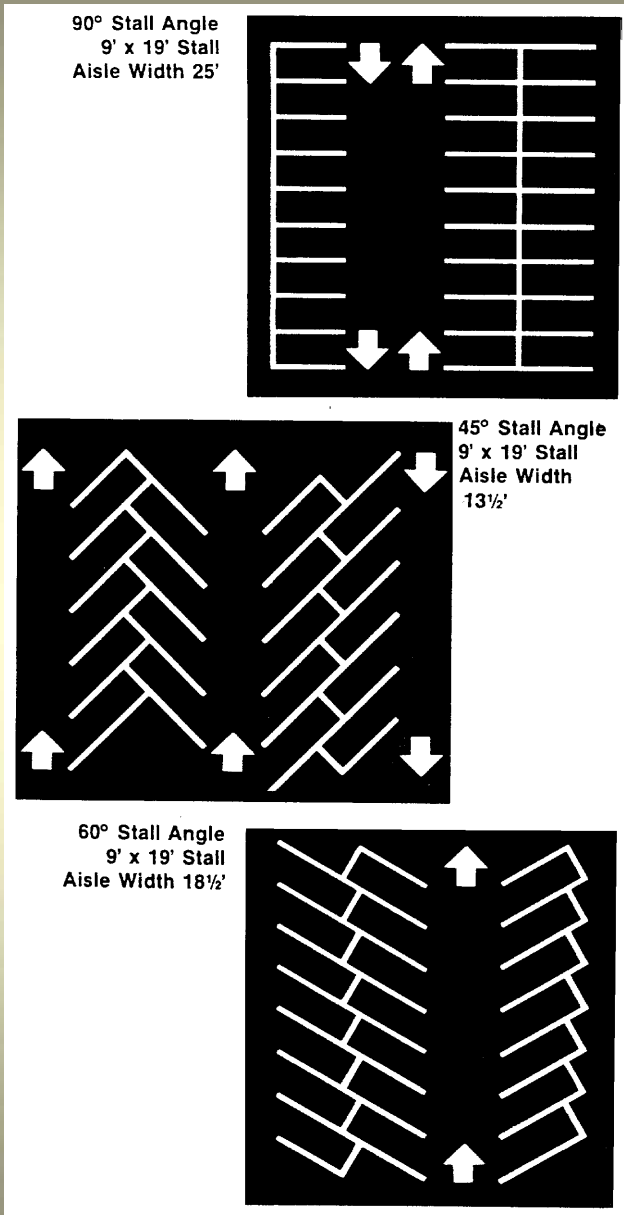 90° Stall Angle
9' x 19' Stall
Aisle Width 25'
45° Stall Angle
9' x 19' Stall
Aisle Width
13½'
60° Stall Angle
9' x 19' Stall
Aisle Width 18½'